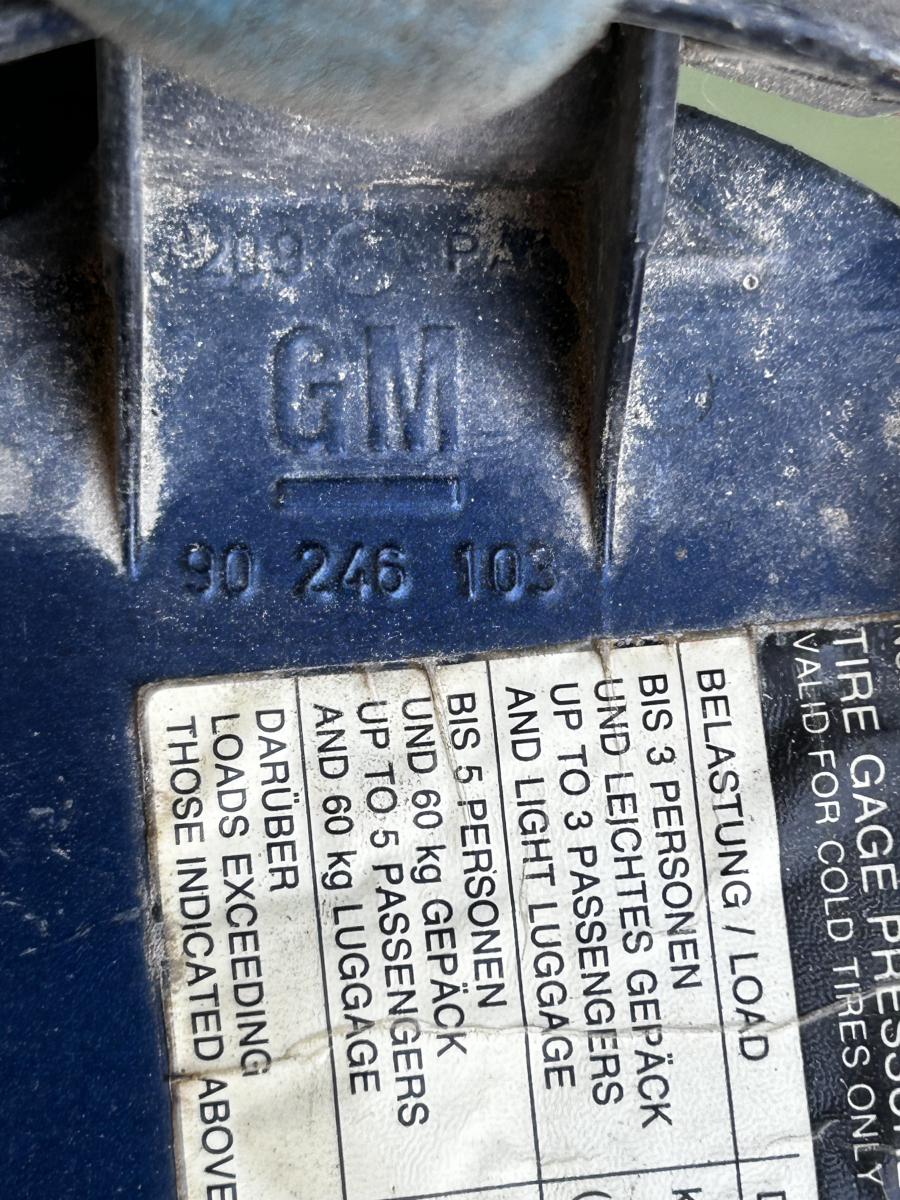 GM
90 246 103
TIRE GAGE PRESSURE
VALID FOR COLD TIRES ONLY
BELASTUNG / LOAD
BIS 3 PERSONEN
UND LEICHTES GEPÄCK
UP TO 3 PASSENGERS
AND LIGHT LUGGAGE
BIS 5 PERSONEN
UND 60 kg GEPÄCK
UP TO 5 PASSENGERS
AND 60 kg LUGGAGE
DARÜBER
LOADS EXCEEDING
THOSE INDICATED ABOVE